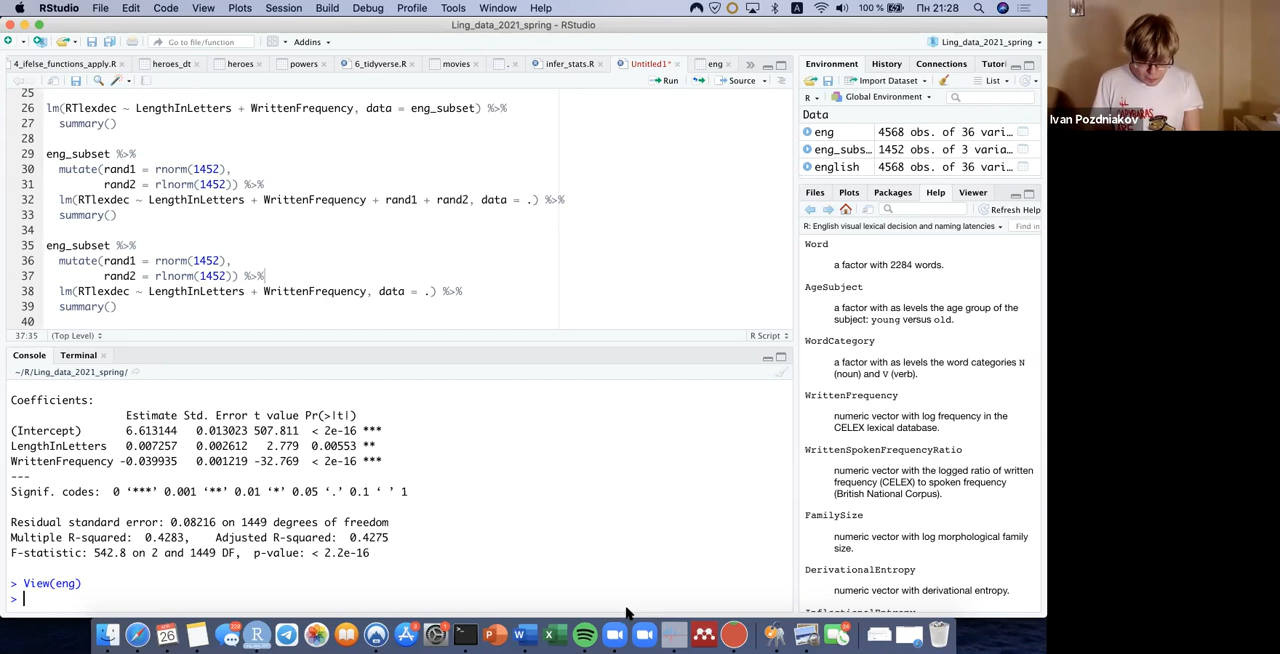 RStudio File Edit Code View Plots Session Build Debug Profile Tools Window Help A 100 % Пн 21:28
Ling_data_2021_spring - RStudio
Go to file/function Addins Ling_data_2021_spring
4_ifelse_functions_apply.R heroes_dt heroes powers 6_tidyverse.R movies infer_stats.R Untitled1* eng
Run Source
25
26 lm(RTlexdec ~ LengthInLetters + WrittenFrequency, data = eng_subset) %>%
27 summary()
28
29 eng_subset %>%
30 mutate(rand1 = rnorm(1452),
31 rand2 = rlnorm(1452)) %>%
32 lm(RTlexdec ~ LengthInLetters + WrittenFrequency + rand1 + rand2, data = .) %>%
33 summary()
34
35 eng_subset %>%
36 mutate(rand1 = rnorm(1452),
37 rand2 = rlnorm(1452)) %>%
38 lm(RTlexdec ~ LengthInLetters + WrittenFrequency, data = .) %>%
39 summary()
40
37:35 (Top Level) R Script
Console Terminal
~/R/Ling_data_2021_spring/
Coefficients:
Estimate Std. Error t value Pr(>|t|)
(Intercept) 6.613144 0.013023 507.811 < 2e-16 ***
LengthInLetters 0.007257 0.002612 2.779 0.00553 **
WrittenFrequency -0.039935 0.001219 -32.769 < 2e-16 ***
---
Signif. codes: 0 ‘***’ 0.001 ‘**’ 0.01 ‘*’ 0.05 ‘.’ 0.1 ‘ ’ 1
Residual standard error: 0.08216 on 1449 degrees of freedom
Multiple R-squared: 0.4283, Adjusted R-squared: 0.4275
F-statistic: 542.8 on 2 and 1449 DF, p-value: < 2.2e-16
> View(eng)
>
Environment History Connections Tutori
Import Dataset List
R Global Environment
Data
eng 4568 obs. of 36 vari…
eng_subs… 1452 obs. of 3 varia…
english 4568 obs. of 36 vari…
Files Plots Packages Help Viewer
Refresh Help
R: English visual lexical decision and naming latencies Find in
Word
a factor with 2284 words.
AgeSubject
a factor with as levels the age group of the
subject: young versus old.
WordCategory
a factor with as levels the word categories N
(noun) and V (verb).
WrittenFrequency
numeric vector with log frequency in the
CELEX lexical database.
WrittenSpokenFrequencyRatio
numeric vector with the logged ratio of written
frequency (CELEX) to spoken frequency
(British National Corpus).
FamilySize
numeric vector with log morphological family
size.
DerivationalEntropy
numeric vector with derivational entropy.
Ivan Pozdniakov